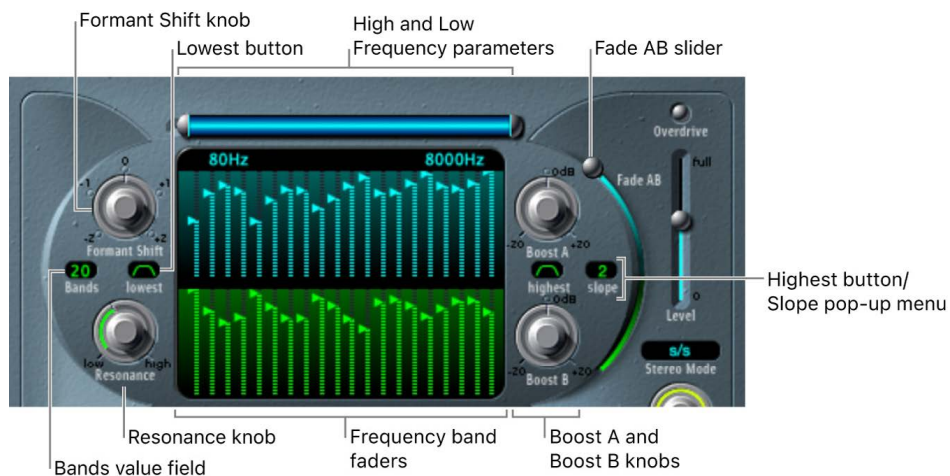 Formant Shift knob
Lowest button
High and Low
Frequency parameters
Fade AB slider
Overdrive
80Hz
8000Hz
0dB
Fade AB
full
0
-1
+1
-2
+2
Formant Shift
-20
+20
Boost A
20
Bands
lowest
highest
2
slope
Highest button/
Slope pop-up menu
0dB
0
Level
low
high
Resonance
-20
+20
Boost B
s/s
Stereo Mode
Resonance knob
Frequency band
faders
Boost A and
Boost B knobs
Bands value field